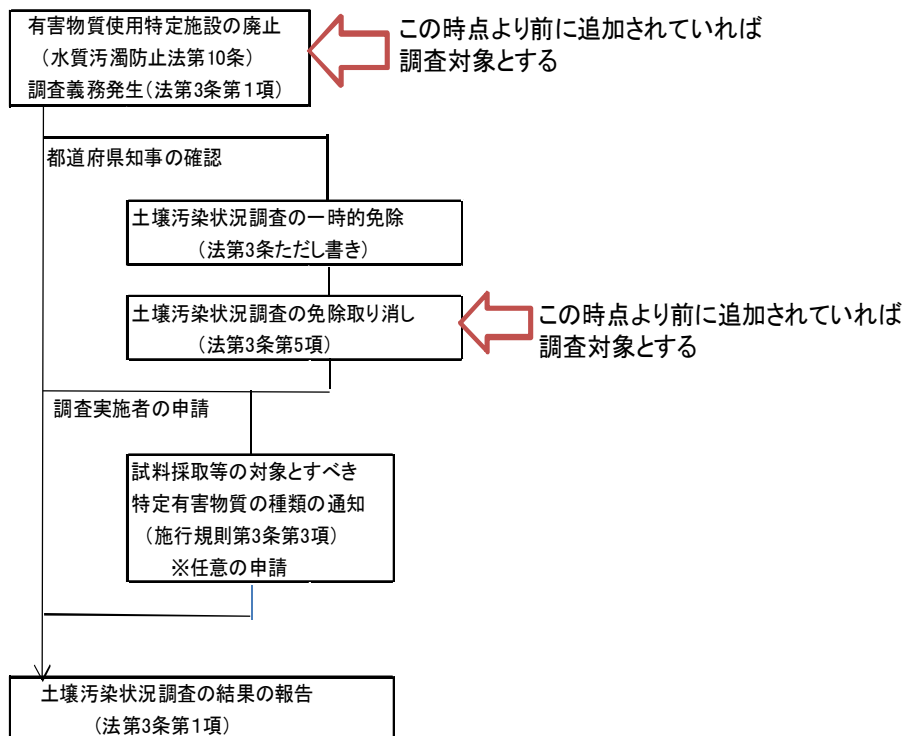 有害物質使用特定施設の廃止
（水質汚濁防止法第10条）
調査義務発生（法第3条第1項）
この時点より前に追加されていれば
調査対象とする
都道府県知事の確認
土壌汚染状況調査の一時的免除
（法第3条ただし書き）
土壌汚染状況調査の免除取り消し
（法第3条第5項）
この時点より前に追加されていれば
調査対象とする
調査実施者の申請
試料採取等の対象とすべき
特定有害物質の種類の通知
（施行規則第3条第3項）
※任意の申請
土壌汚染状況調査の結果の報告
（法第3条第1項）